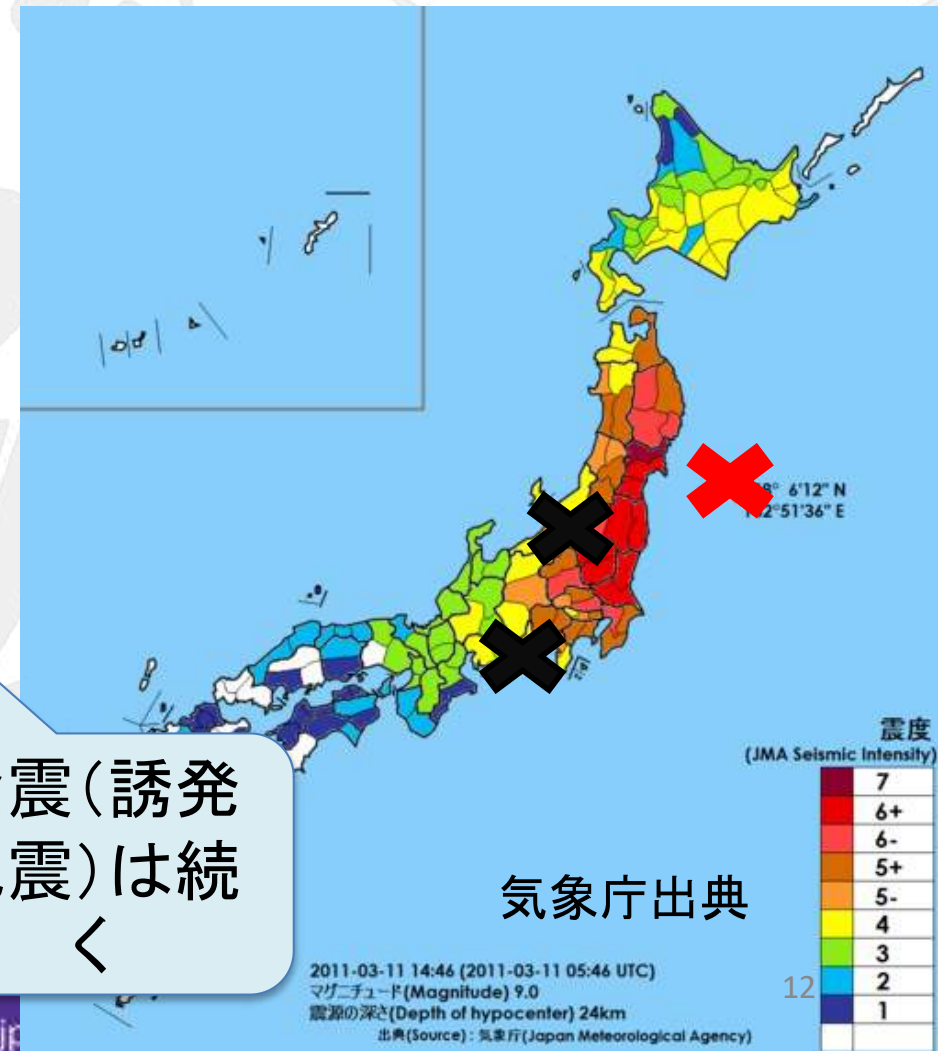 6'12" N
2°51'36" E
震度
(JMA Seismic Intensity)
7
6+
6-
5+
5-
4
3
2
1
震(誘発
震)は続
く
気象庁出典
2011-03-11 14:46 (2011-03-11 05:46 UTC)
マグニチュード(Magnitude) 9.0
震源の深さ(Depth of hypocenter) 24km
出典(Source) : 気象庁(Japan Meteorological Agency)
12